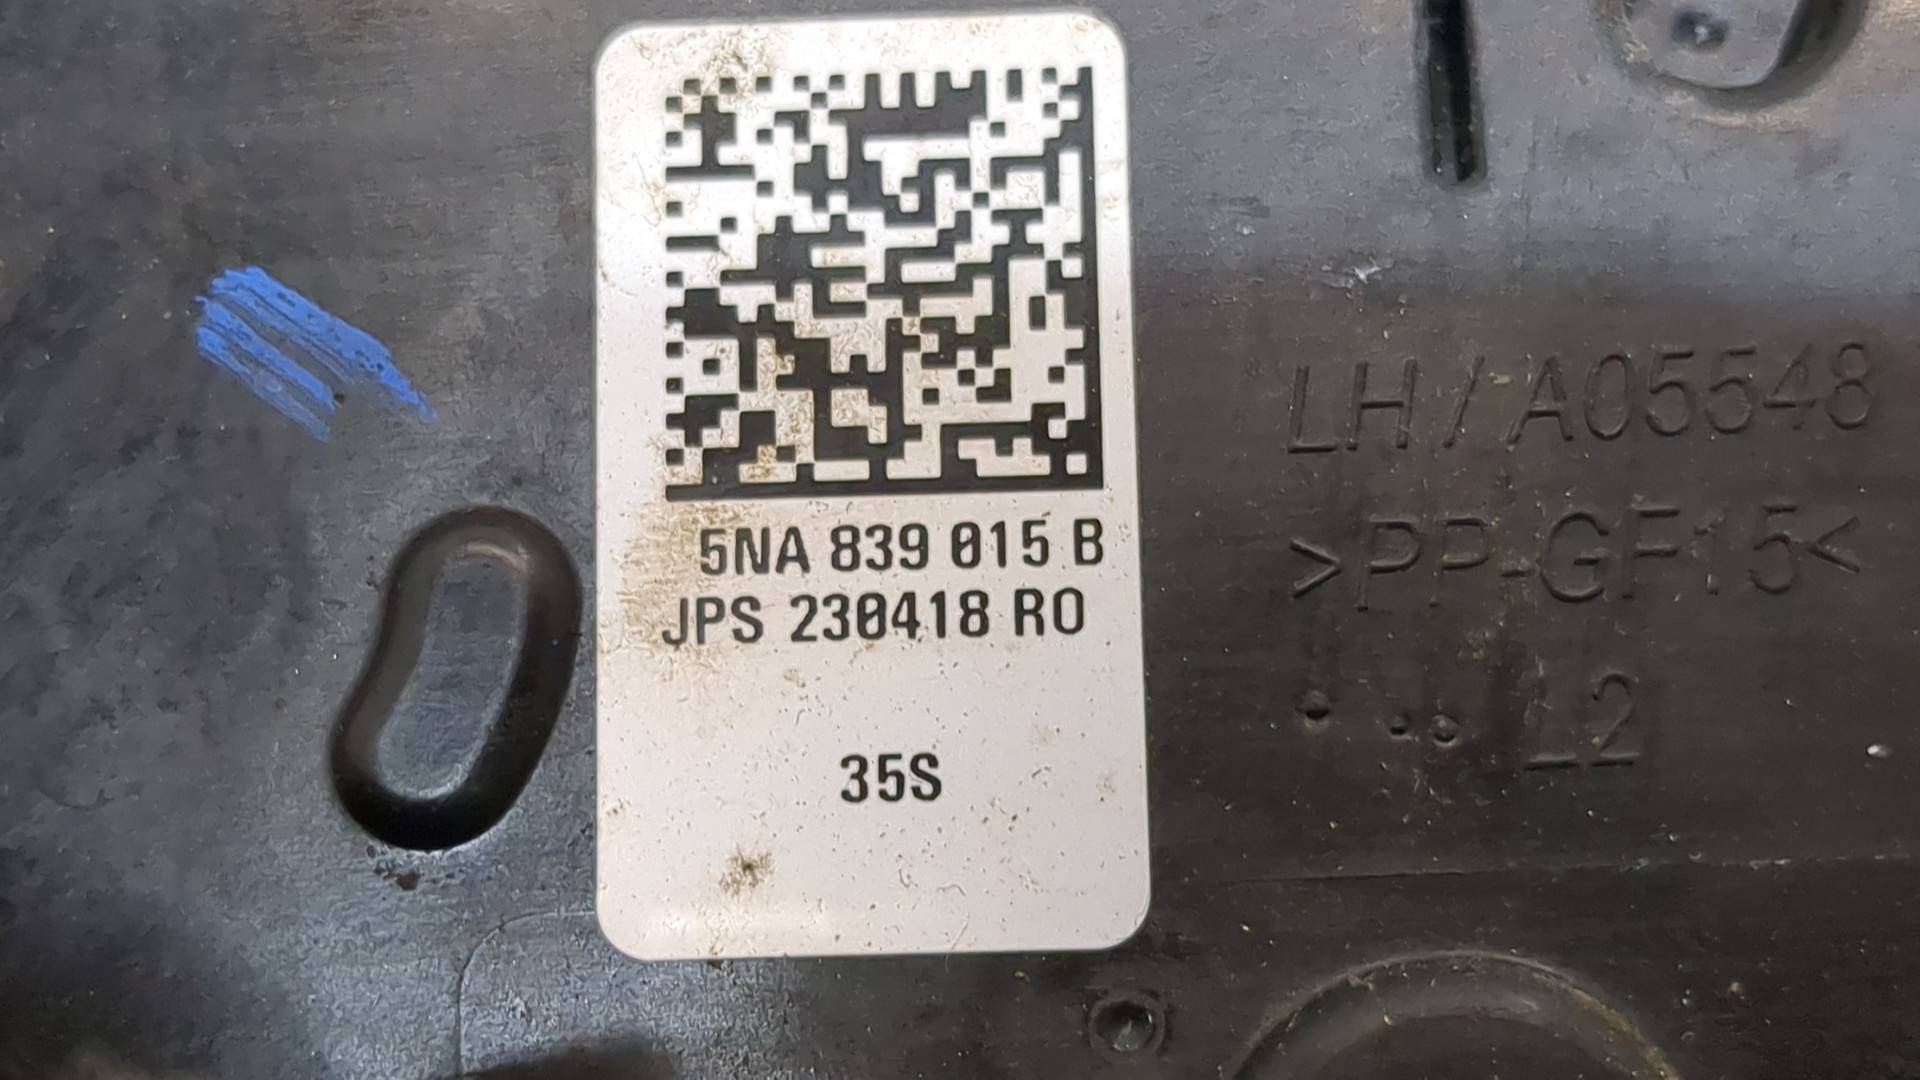 5NA 839 015 B
JPS 230418 RO
35S
LH / A05548
>PP-GF15<
L2